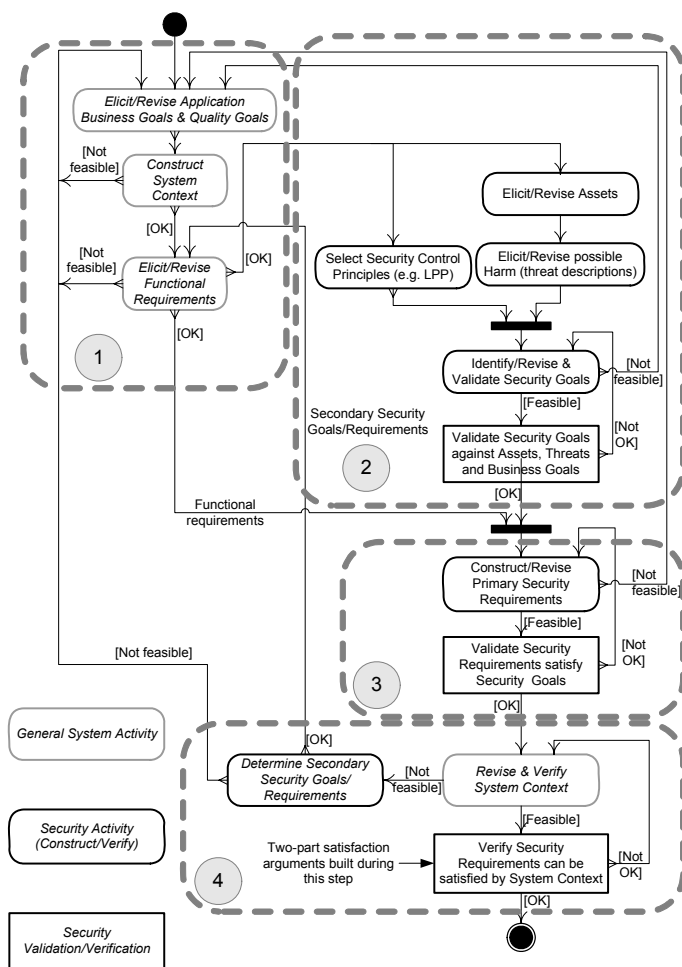 Elicit/Revise Application
Business Goals & Quality Goals
[Not
feasible]
Construct
System
Context
[OK]
[Not
feasible]
Elicit/Revise
Functional
Requirements
[OK]
[OK]
1
Elicit/Revise Assets
Select Security Control
Principles (e.g. LPP)
Elicit/Revise possible
Harm (threat descriptions)
Identify/Revise &
Validate Security Goals
[Not
feasible]
[Feasible]
Secondary Security
Goals/Requirements
Validate Security Goals
against Assets, Threats
and Business Goals
[Not
OK]
2
[OK]
Functional
requirements
Construct/Revise
Primary Security
Requirements
[Not
feasible]
[Feasible]
Validate Security
Requirements satisfy
Security Goals
[Not
OK]
3
[OK]
[Not feasible]
General System Activity
[OK]
Determine Secondary
Security Goals/
Requirements
[Not
feasible]
Revise & Verify
System Context
[Feasible]
Security Activity
(Construct/Verify)
Two-part satisfaction
arguments built during
this step
Verify Security
Requirements can be
satisfied by System Context
[Not
OK]
4
[OK]
Security
Validation/Verification